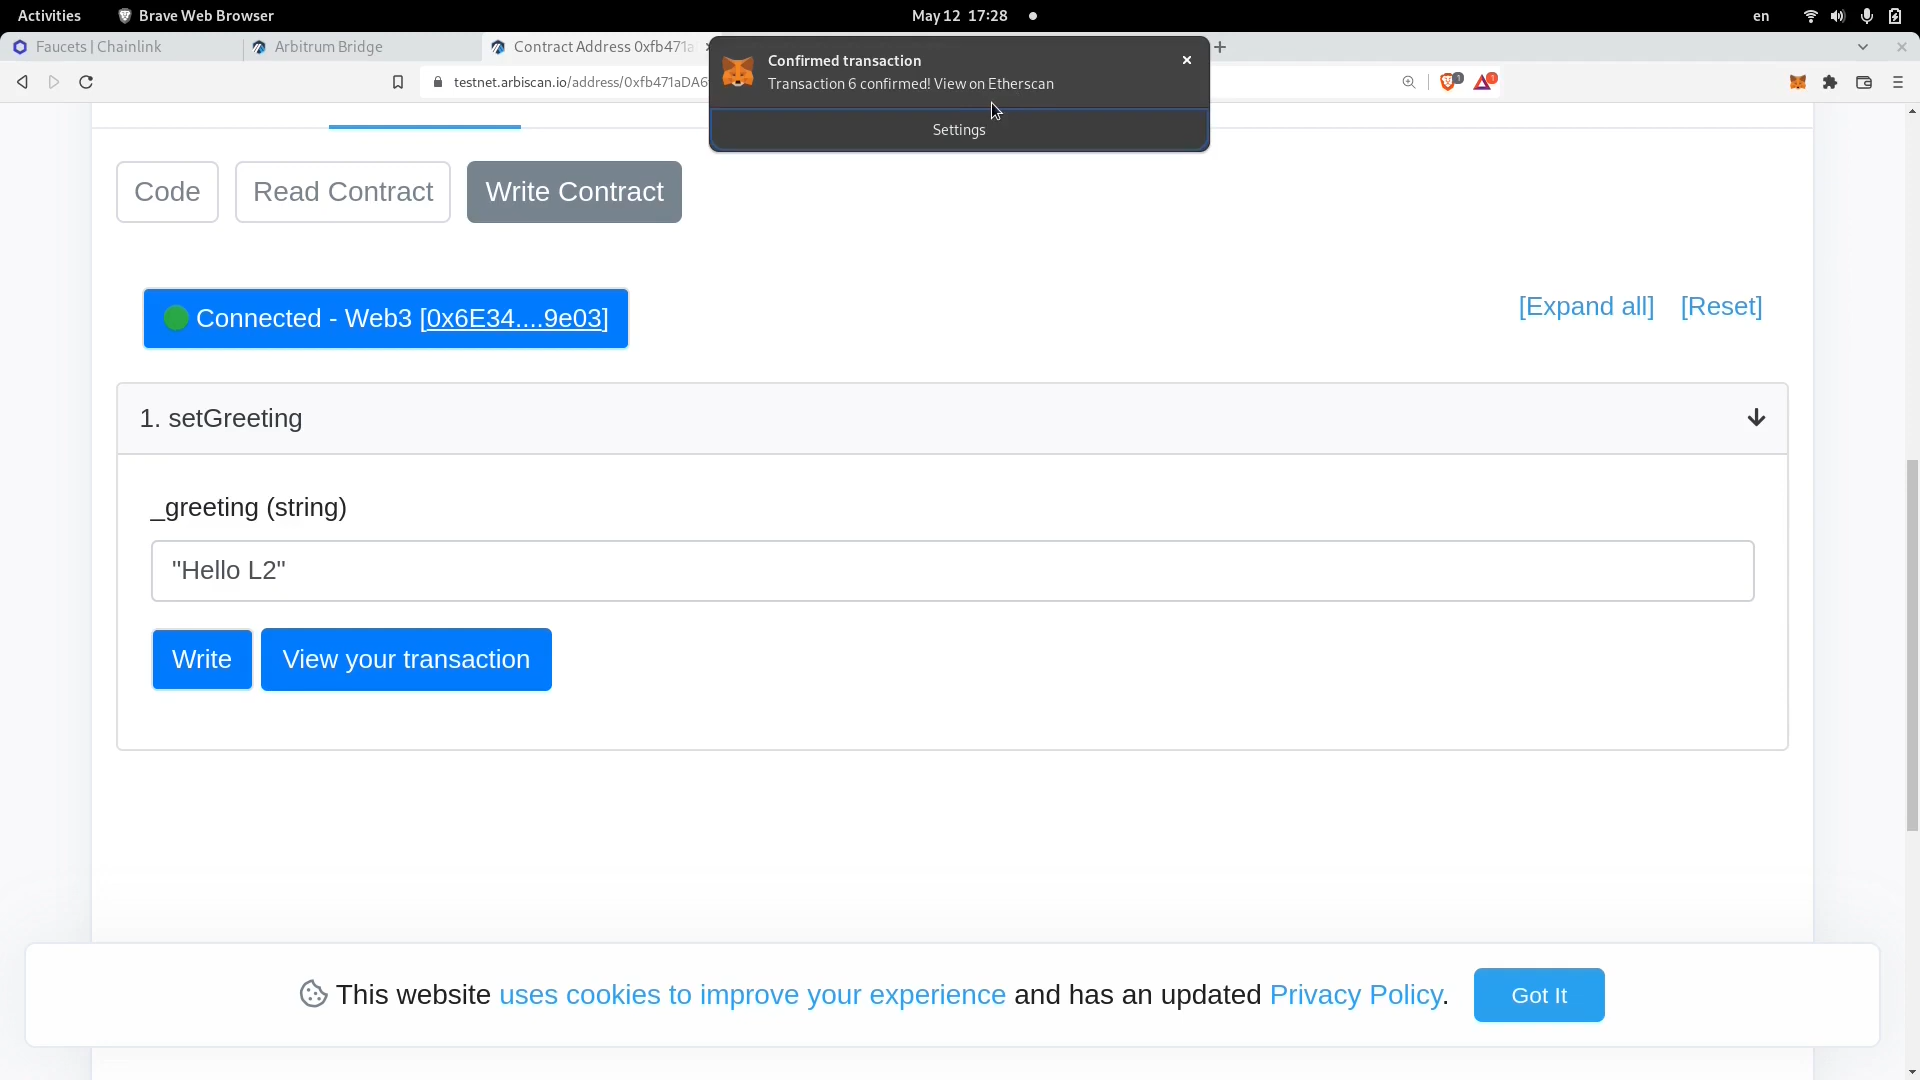 Activities Brave Web Browser May 12 17:28 en
Faucets | Chainlink Arbitrum Bridge Contract Address 0xfb471a
Confirmed transaction
Transaction 6 confirmed! View on Etherscan
Settings
testnet.arbiscan.io/address/0xfb471aDA6
1
1
Code Read Contract Write Contract
Connected - Web3 [0x6E34....9e03]
[Expand all] [Reset]
1. setGreeting
_greeting (string)
"Hello L2"
Write View your transaction
This website uses cookies to improve your experience and has an updated Privacy Policy. Got It